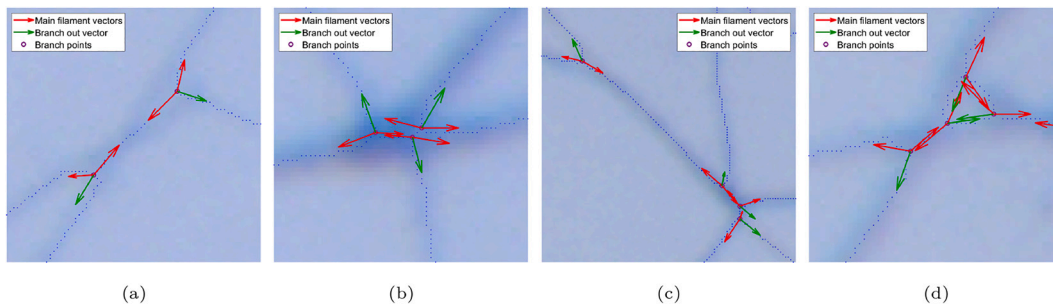 Main filament vectors
Branch out vector
Branch points
Main filament vectors
Branch out vector
Branch points
Main filament vectors
Branch out vector
Branch points
Main filament vectors
Branch out vector
Branch points
(a)
(b)
(c)
(d)